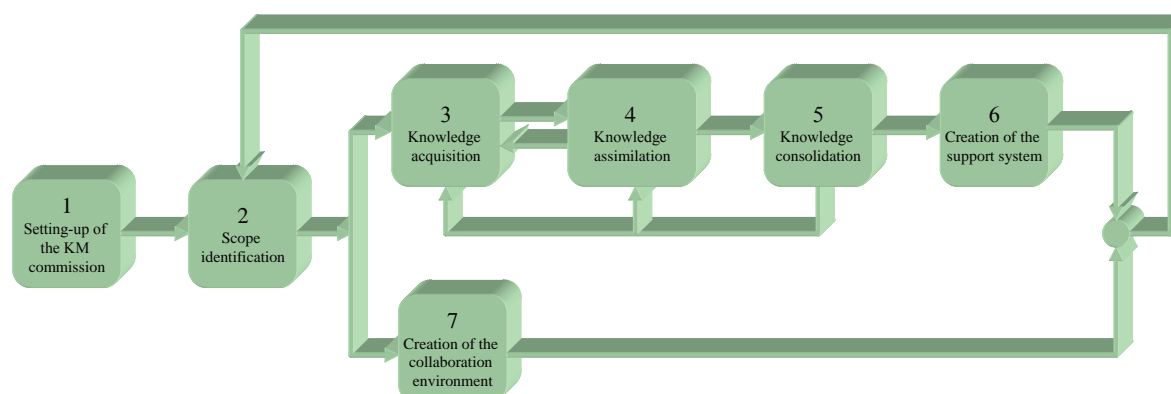 1
Setting-up of
the KM
commission
2
Scope
identification
3
Knowledge
acquisition
4
Knowledge
assimilation
5
Knowledge
consolidation
6
Creation of the
support system
7
Creation of the
collaboration
environment